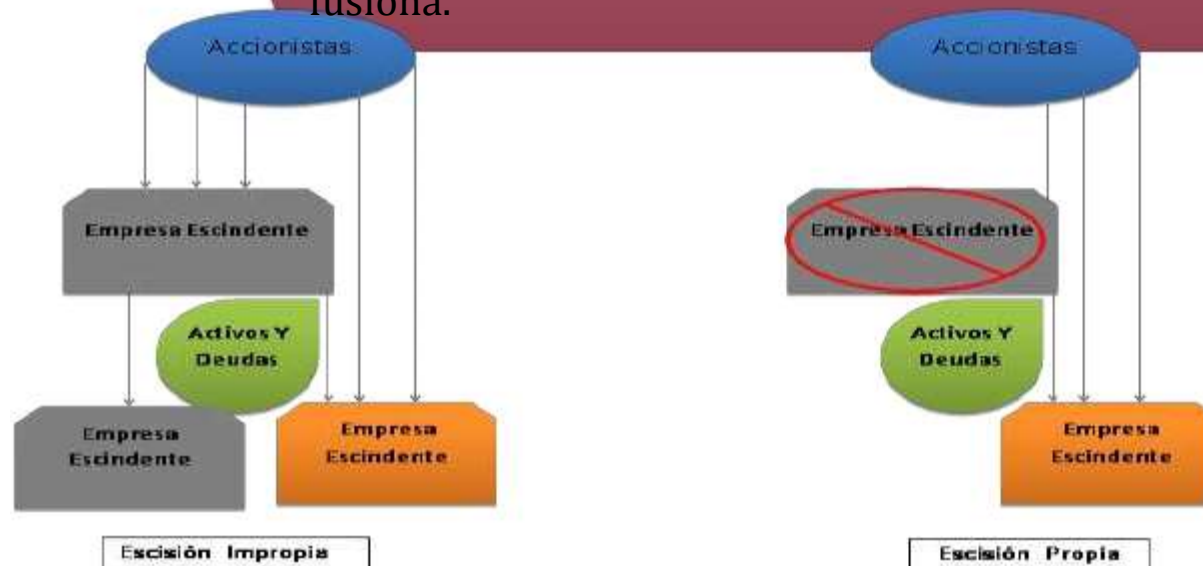 fusiona.
Accionistas
Empresa Escindente
Activos Y
Deudas
Empresa
Escindente
Empresa
Escindente
Escisión Impropia
Accionistas
Empresa Escindente
Activos Y
Deudas
Empresa
Escindente
Escisión Propia